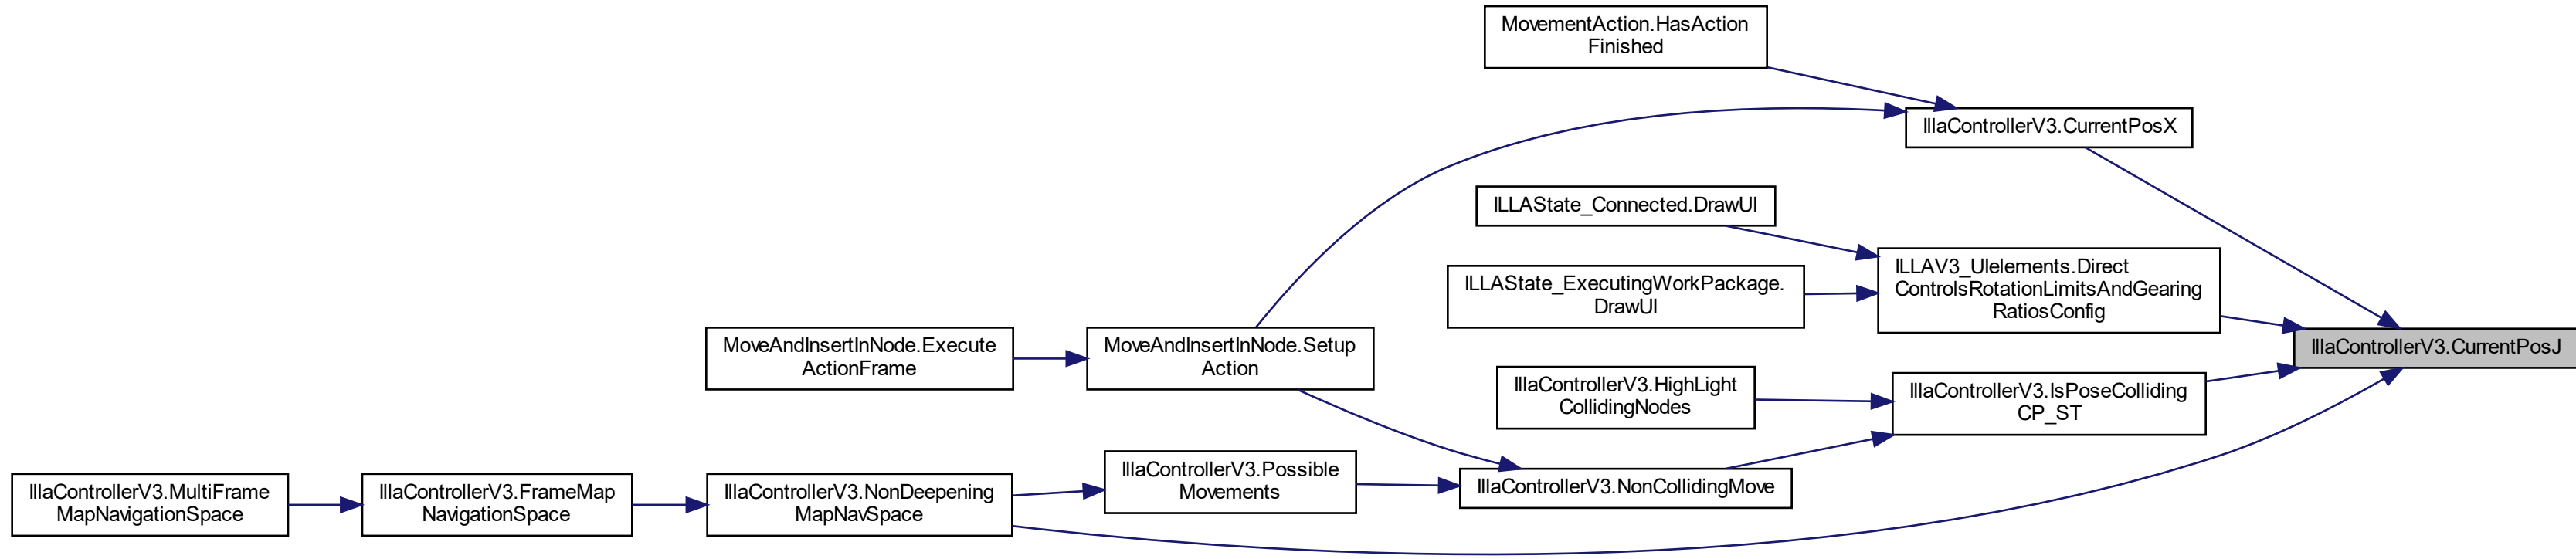 MovementAction.HasAction
Finished
IllaControllerV3.CurrentPosX
ILLAState_Connected.DrawUI
ILLAV3_UIelements.Direct
ControlsRotationLimitsAndGearing
RatiosConfig
ILLAState_ExecutingWorkPackage.
DrawUI
MoveAndInsertInNode.Execute
ActionFrame
MoveAndInsertInNode.Setup
Action
IllaControllerV3.CurrentPosJ
IllaControllerV3.HighLight
CollidingNodes
IllaControllerV3.IsPoseColliding
CP_ST
IllaControllerV3.MultiFrame
MapNavigationSpace
IllaControllerV3.FrameMap
NavigationSpace
IllaControllerV3.NonDeepening
MapNavSpace
IllaControllerV3.Possible
Movements
IllaControllerV3.NonCollidingMove